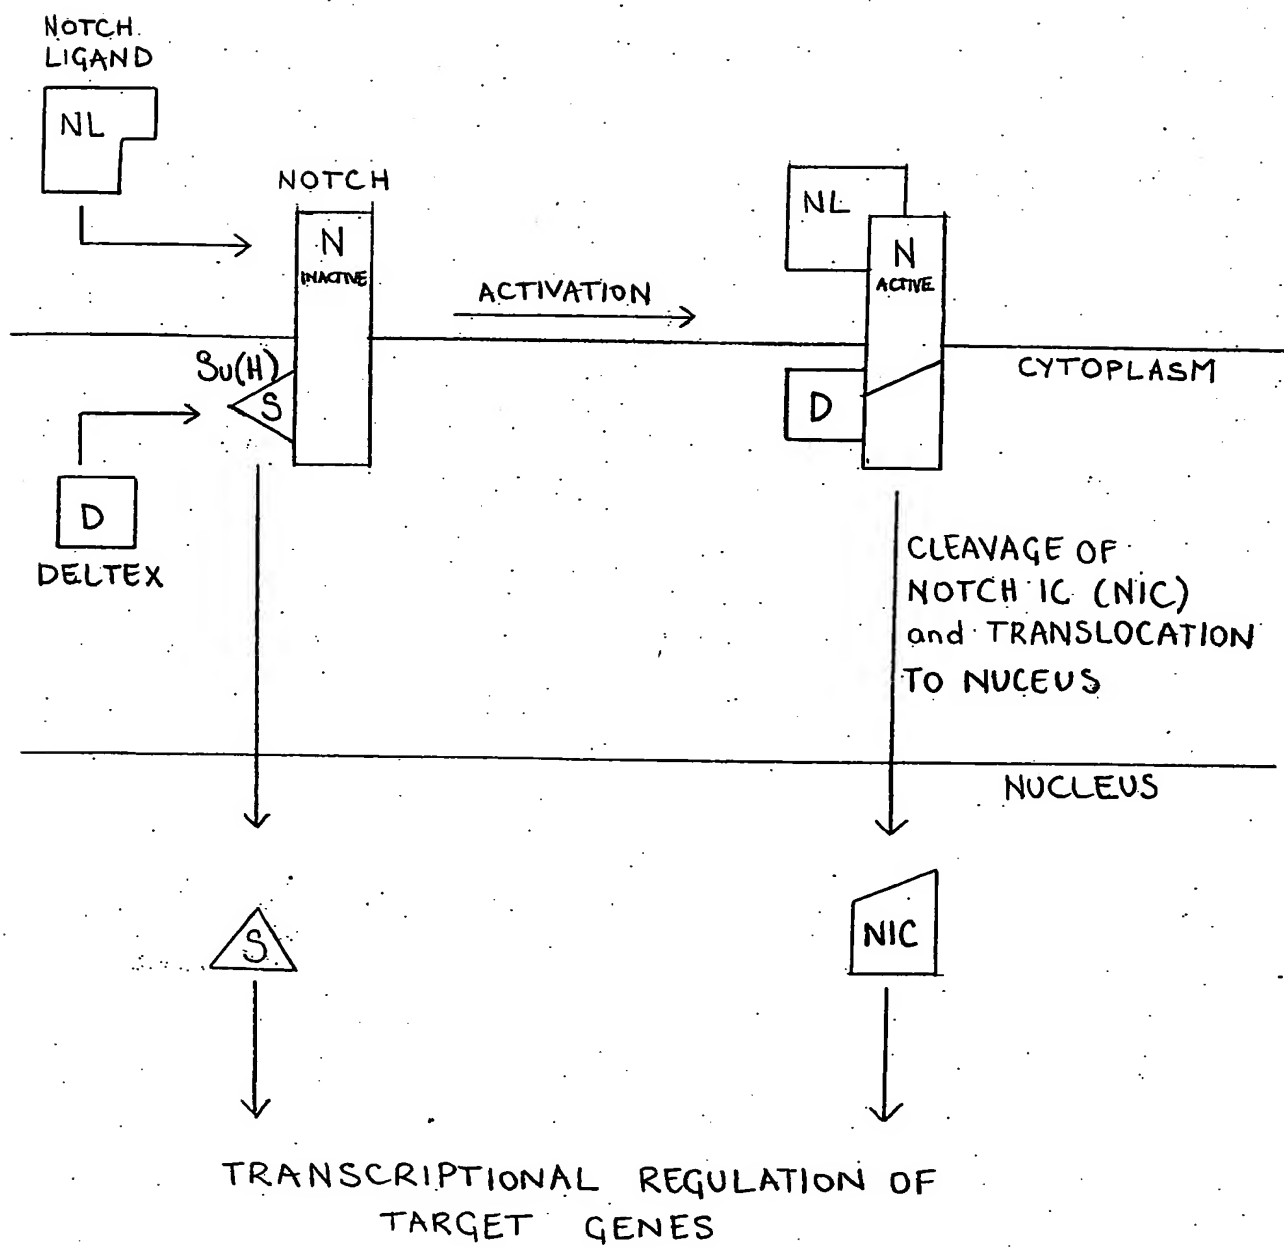 NOTCH
LIGAND
NL
NOTCH
N
INACTIVE
ACTIVATION
NL
N
ACTIVE
CYTOPLASM
Su(H)
S
D
D
DELTEX
CLEAVAGE OF
NOTCH IC (NIC)
and TRANSLOCATION
TO NUCEUS
NUCLEUS
S
NIC
TRANSCRIPTIONAL REGULATION OF
TARGET GENES